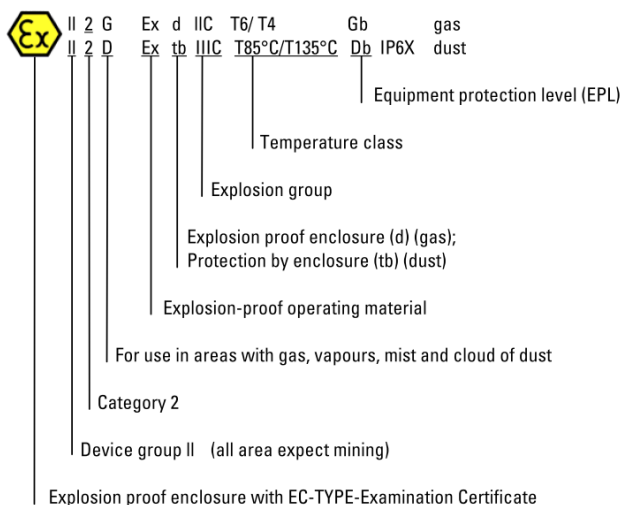 Ex II 2 G Ex d IIC T6/ T4 Gb gas
II 2 D Ex tb IIIC T85°C/T135°C Db IP6X dust
Equipment protection level (EPL)
Temperature class
Explosion group
Explosion proof enclosure (d) (gas);
Protection by enclosure (tb) (dust)
Explosion-proof operating material
For use in areas with gas, vapours, mist and cloud of dust
Category 2
Device group II (all area expect mining)
Explosion proof enclosure with EC-TYPE-Examination Certificate